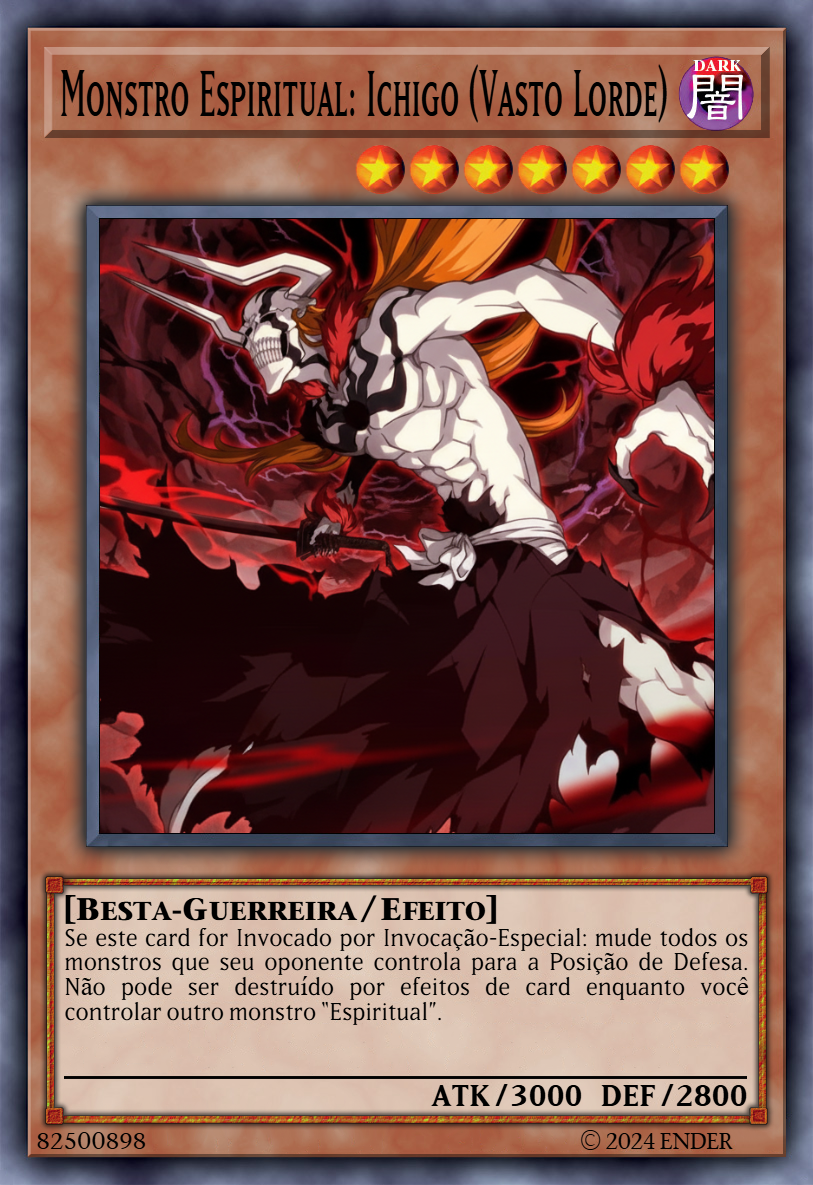 Monstro Espiritual: Ichigo (Vasto Lorde)
DARK
闇
[Besta-Guerreira/Efeito]
Se este card for Invocado por Invocação-Especial: mude todos os
monstros que seu oponente controla para a Posição de Defesa.
Não pode ser destruído por efeitos de card enquanto você
controlar outro monstro "Espiritual".
ATK/3000 DEF/2800
82500898
© 2024 ENDER